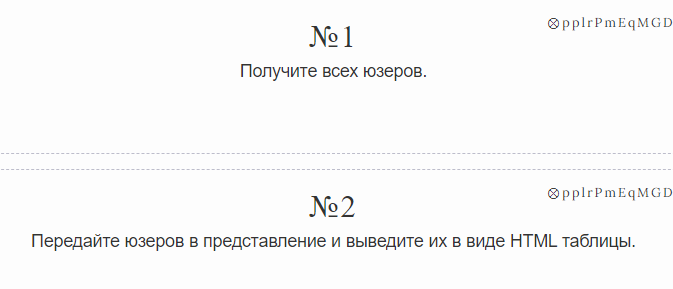 ⊗pplrPmEqMGD
№1
Получите всех юзеров.
⊗pplrPmEqMGD
№2
Передайте юзеров в представление и выведите их в виде HTML таблицы.